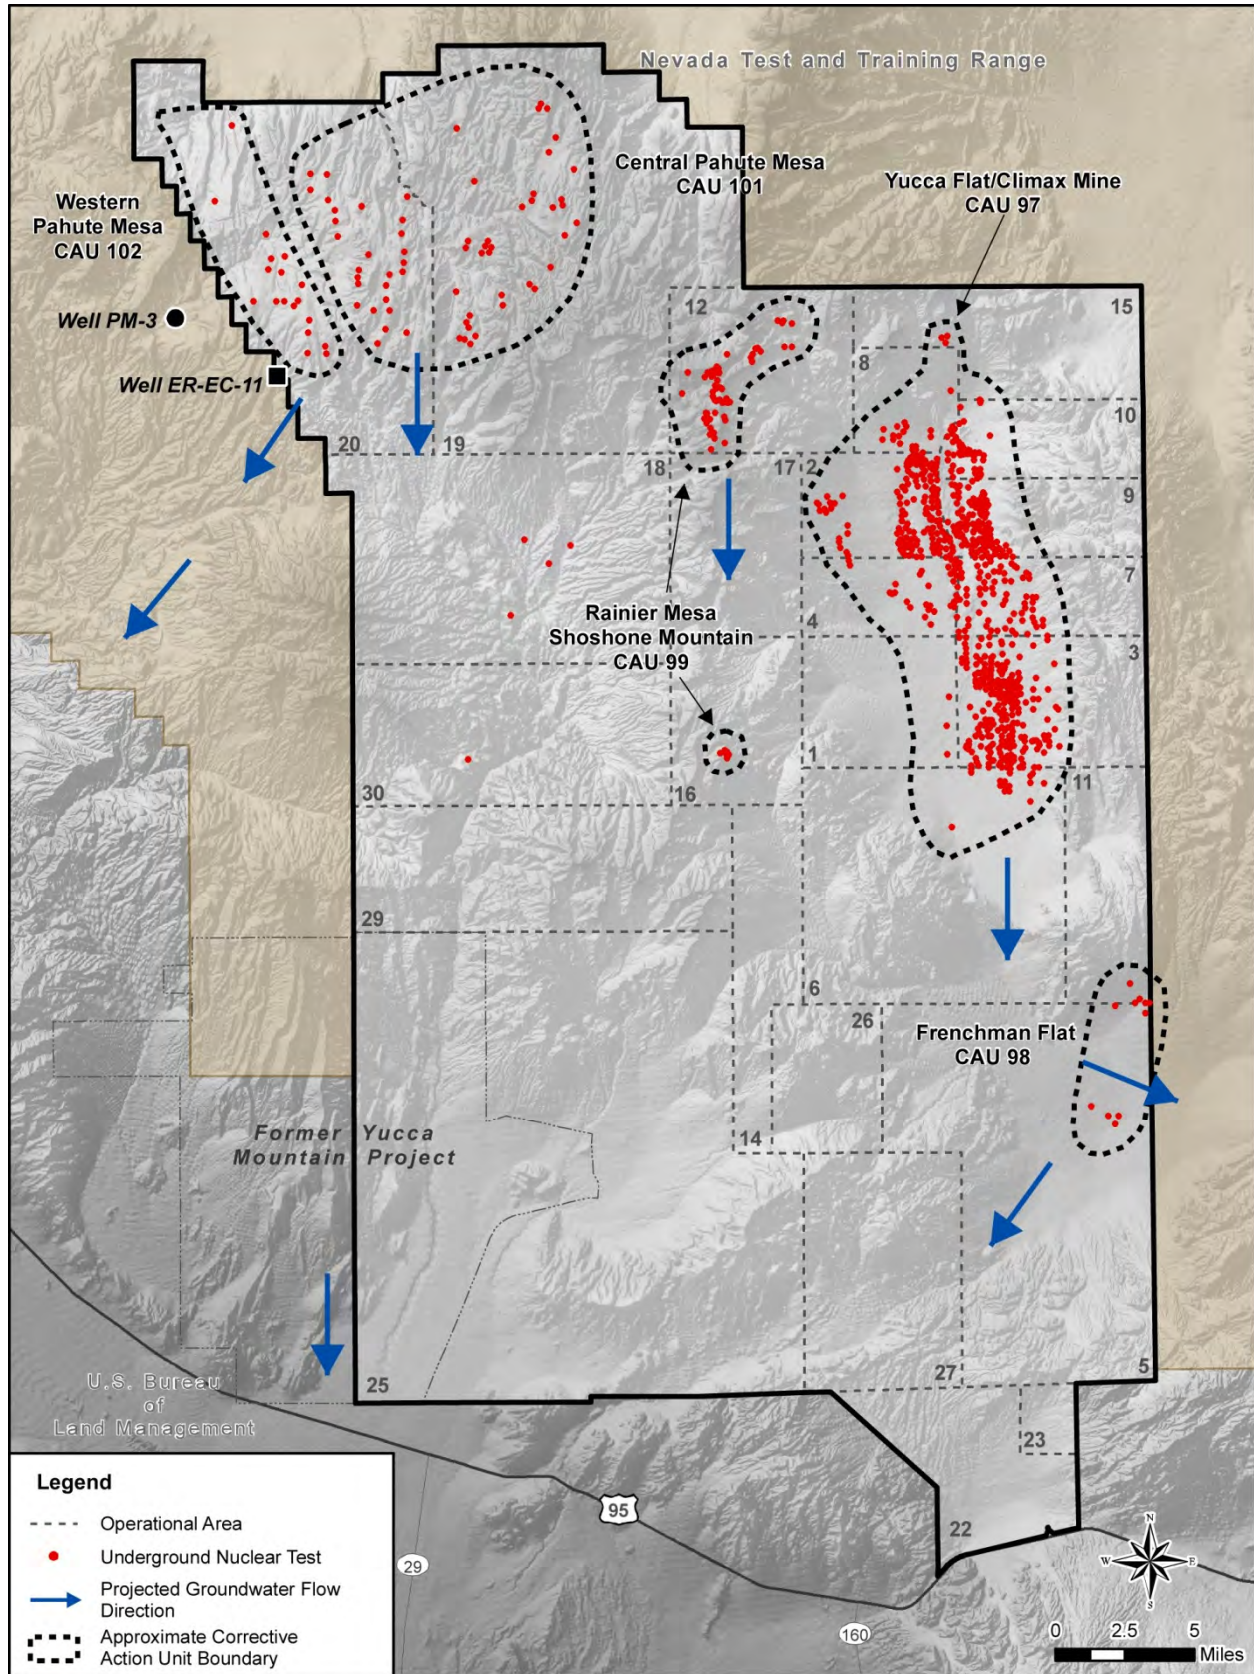 Nevada Test and Training Range
Central Pahute Mesa
CAU 101
Yucca Flat/Climax Mine
CAU 97
Western
Pahute Mesa
CAU 102
Well PM-3
Well ER-EC-11
12
15
8
10
20
19
18
17
2
9
7
Rainier Mesa
Shoshone Mountain
CAU 99
4
3
1
11
30
16
29
6
26
Frenchman Flat
CAU 98
Former Yucca
Mountain Project
14
U.S. Bureau
of
Land Management
25
27
5
23
22
95
29
160
Legend
Operational Area
Underground Nuclear Test
Projected Groundwater Flow
Direction
Approximate Corrective
Action Unit Boundary
N
W
E
S
0 2.5 5
Miles